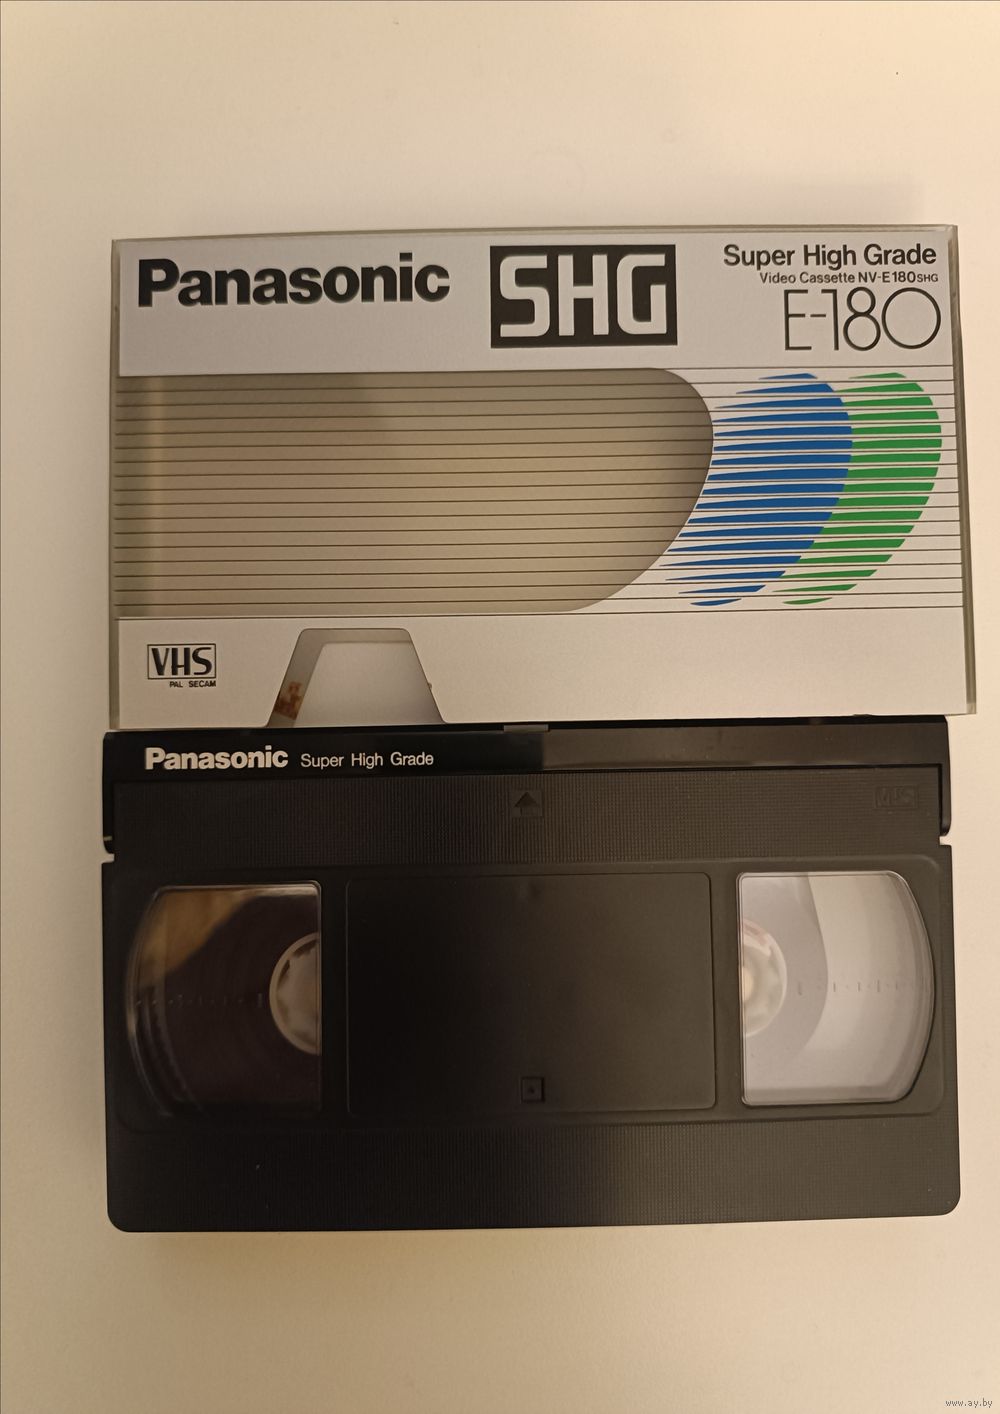 Panasonic
SHG
Super High Grade
Video Cassette NV-E180SHG
E-180
VHS
PAL SECAM
Panasonic Super High Grade
VHS
www.ay.by